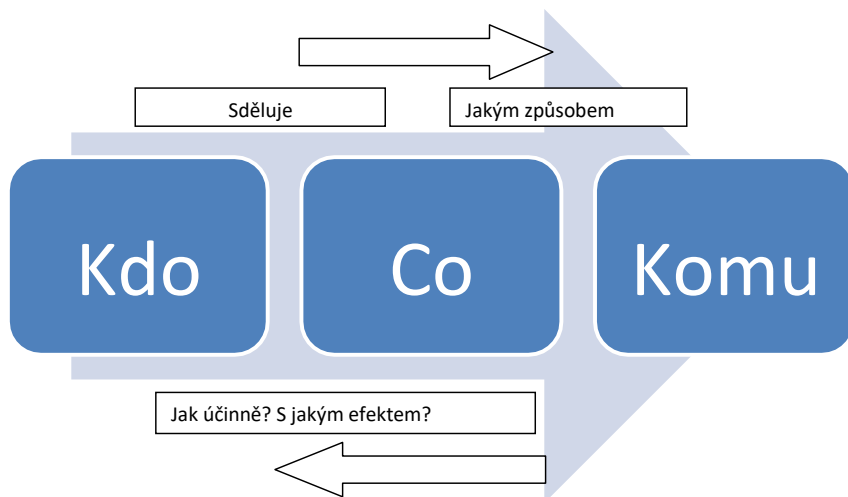 Sděluje
Jakým způsobem
Kdo
Co
Komu
Jak účinně? S jakým efektem?